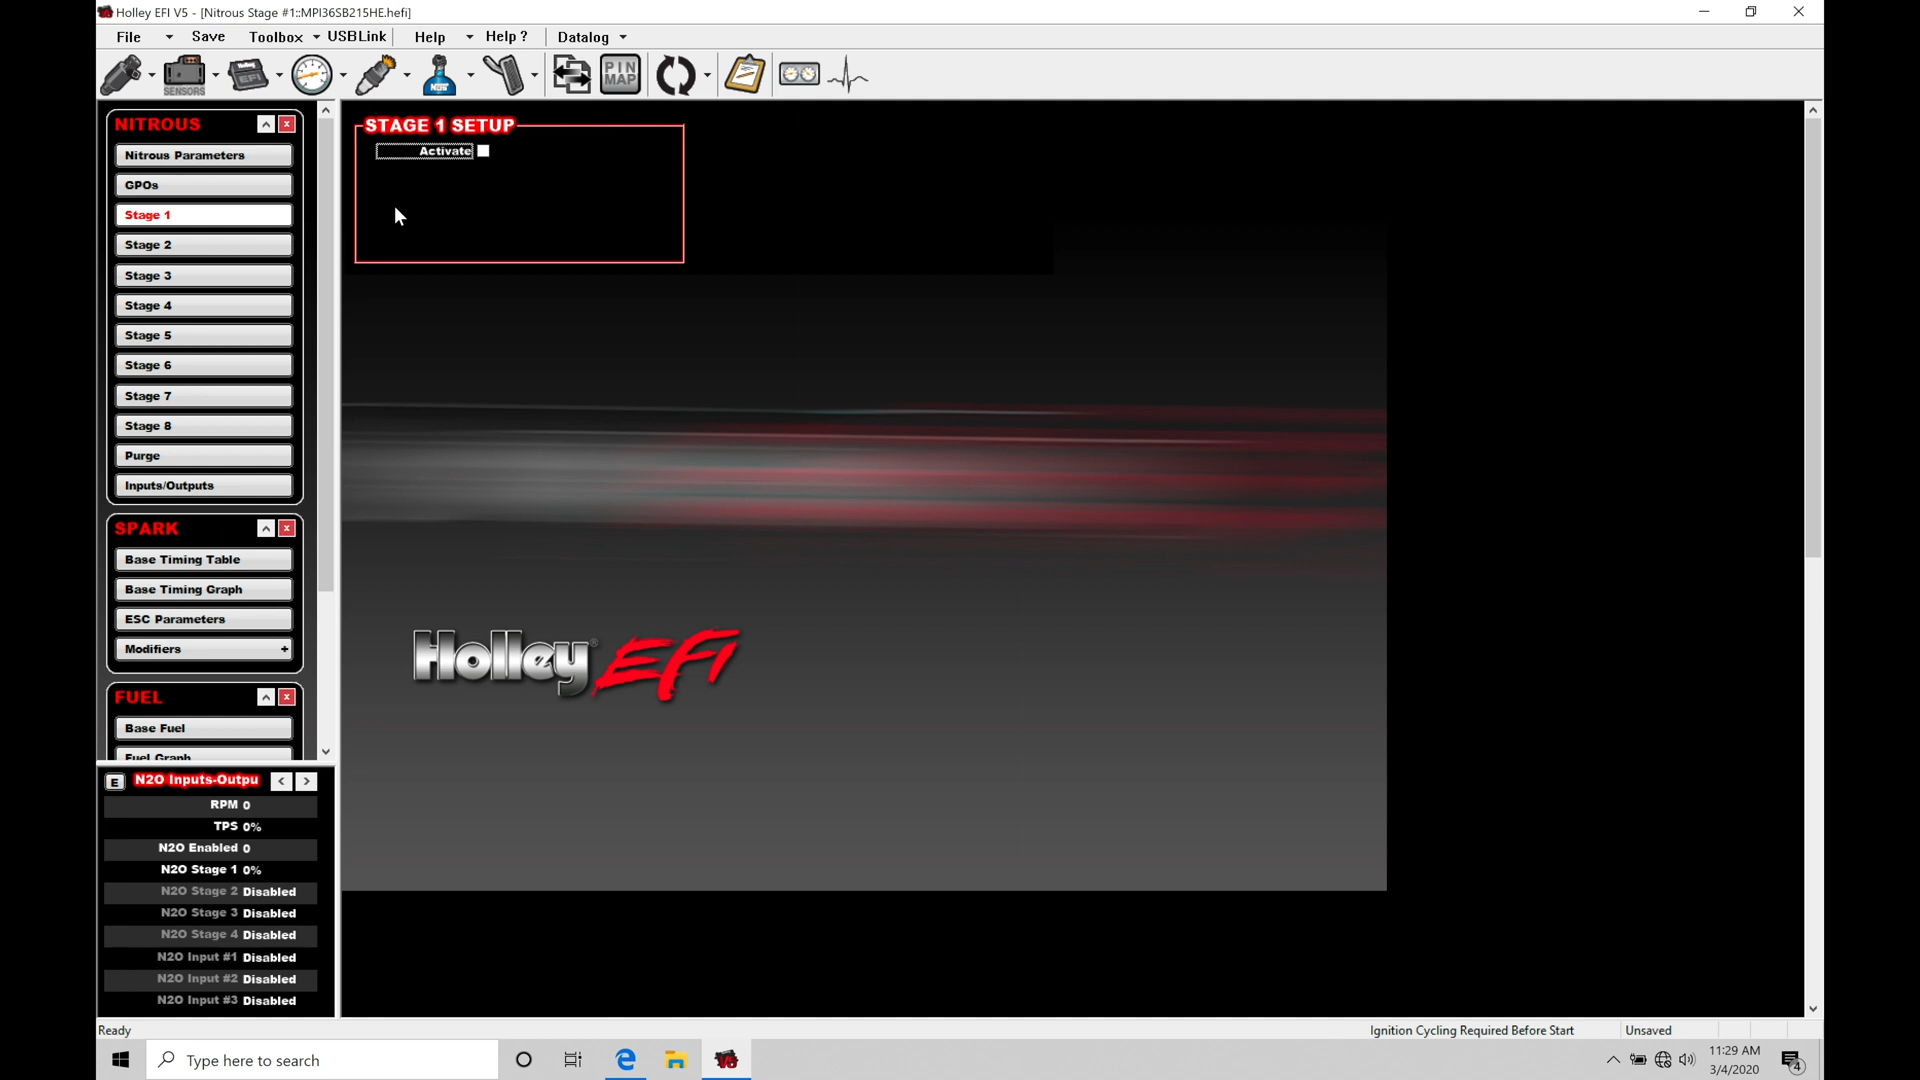 Holley EFI V5 - [Nitrous Stage #1::MPI36SB215HE.hefi]
File Save Toolbox USBLink Help Help ? Datalog
SENSORS
Holley EFI
NOS
PIN MAP
NITROUS
Nitrous Parameters
GPOs
Stage 1
Stage 2
Stage 3
Stage 4
Stage 5
Stage 6
Stage 7
Stage 8
Purge
Inputs/Outputs
SPARK
Base Timing Table
Base Timing Graph
ESC Parameters
Modifiers +
FUEL
Base Fuel
Fuel Graph
STAGE 1 SETUP
Activate
Holley® EFI
E N2O Inputs-Outpu < >
RPM 0
TPS 0%
N2O Enabled 0
N2O Stage 1 0%
N2O Stage 2 Disabled
N2O Stage 3 Disabled
N2O Stage 4 Disabled
N2O Input #1 Disabled
N2O Input #2 Disabled
N2O Input #3 Disabled
Ready
Ignition Cycling Required Before Start
Unsaved
Type here to search
11:29 AM
3/4/2020
4